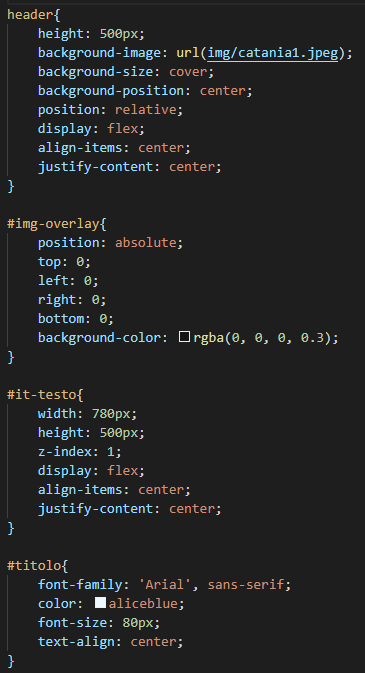 header{
    height: 500px;
    background-image: url(img/catania1.jpeg);
    background-size: cover;
    background-position: center;
    position: relative;
    display: flex;
    align-items: center;
    justify-content: center;
}

#img-overlay{
    position: absolute;
    top: 0;
    left: 0;
    right: 0;
    bottom: 0;
    background-color: rgba(0, 0, 0, 0.3);
}

#it-testo{
    width: 780px;
    height: 500px;
    z-index: 1;
    display: flex;
    align-items: center;
    justify-content: center;
}

#titolo{
    font-family: 'Arial', sans-serif;
    color: aliceblue;
    font-size: 80px;
    text-align: center;
}